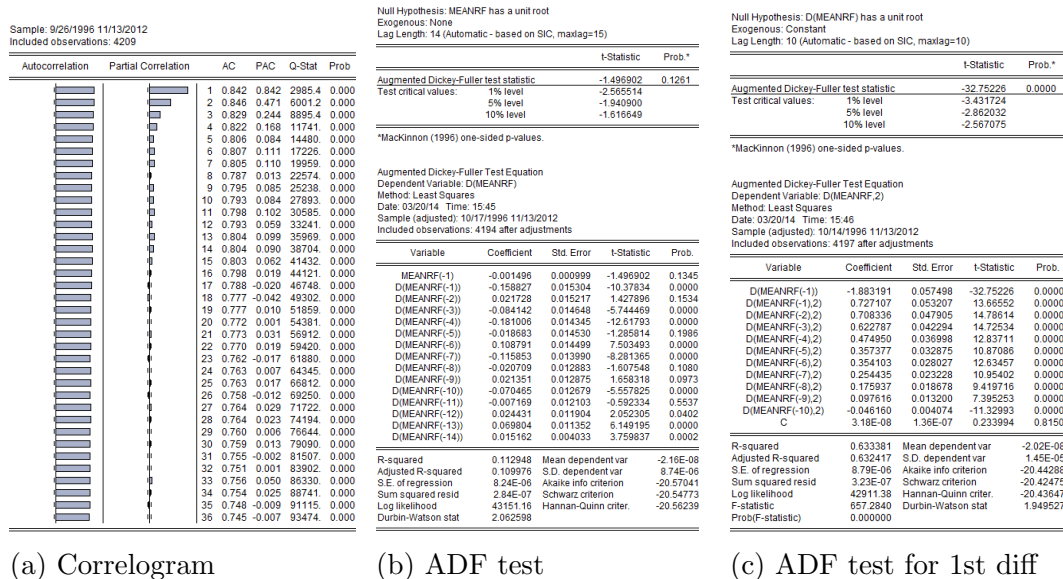 Sample: 9/26/1996 11/13/2012
Included observations: 4209
Autocorrelation Partial Correlation AC PAC Q-Stat Prob
1 0.842 0.842 2985.4 0.000
2 0.846 0.471 6001.2 0.000
3 0.829 0.244 8895.4 0.000
4 0.822 0.168 11741. 0.000
5 0.806 0.084 14480. 0.000
6 0.807 0.111 17226. 0.000
7 0.805 0.110 19959. 0.000
8 0.787 0.013 22574. 0.000
9 0.795 0.085 25238. 0.000
10 0.793 0.084 27893. 0.000
11 0.798 0.102 30585. 0.000
12 0.793 0.059 33241. 0.000
13 0.804 0.099 35969. 0.000
14 0.804 0.090 38704. 0.000
15 0.803 0.062 41432. 0.000
16 0.798 0.019 44121. 0.000
17 0.788 -0.020 46748. 0.000
18 0.777 -0.042 49302. 0.000
19 0.777 0.010 51859. 0.000
20 0.772 0.001 54381. 0.000
21 0.773 0.031 56912. 0.000
22 0.770 0.019 59420. 0.000
23 0.762 -0.017 61880. 0.000
24 0.763 0.007 64345. 0.000
25 0.763 0.017 66812. 0.000
26 0.758 -0.012 69250. 0.000
27 0.764 0.029 71722. 0.000
28 0.764 0.023 74194. 0.000
29 0.760 0.006 76644. 0.000
30 0.759 0.013 79090. 0.000
31 0.755 -0.002 81507. 0.000
32 0.751 0.001 83902. 0.000
33 0.756 0.050 86330. 0.000
34 0.754 0.025 88741. 0.000
35 0.748 -0.009 91115. 0.000
36 0.745 -0.007 93474. 0.000
(a) Correlogram
Null Hypothesis: MEANRF has a unit root
Exogenous: None
Lag Length: 14 (Automatic - based on SIC, maxlag=15)
t-Statistic Prob.*
Augmented Dickey-Fuller test statistic -1.496902 0.1261
Test critical values: 1% level -2.565514
5% level -1.940900
10% level -1.616649
*MacKinnon (1996) one-sided p-values.
Augmented Dickey-Fuller Test Equation
Dependent Variable: D(MEANRF)
Method: Least Squares
Date: 03/20/14 Time: 15:45
Sample (adjusted): 10/17/1996 11/13/2012
Included observations: 4194 after adjustments
Variable Coefficient Std. Error t-Statistic Prob.
MEANRF(-1) -0.001496 0.000999 -1.496902 0.1345
D(MEANRF(-1)) -0.158827 0.015304 -10.37834 0.0000
D(MEANRF(-2)) 0.021728 0.015217 1.427896 0.1534
D(MEANRF(-3)) -0.084142 0.014648 -5.744469 0.0000
D(MEANRF(-4)) -0.181006 0.014345 -12.61793 0.0000
D(MEANRF(-5)) -0.018683 0.014530 -1.285814 0.1986
D(MEANRF(-6)) 0.108791 0.014499 7.503493 0.0000
D(MEANRF(-7)) -0.115853 0.013990 -8.281365 0.0000
D(MEANRF(-8)) -0.020709 0.012883 -1.607548 0.1080
D(MEANRF(-9)) 0.021351 0.012875 1.658318 0.0973
D(MEANRF(-10)) -0.070465 0.012679 -5.557825 0.0000
D(MEANRF(-11)) -0.007169 0.012103 -0.592334 0.5537
D(MEANRF(-12)) 0.024431 0.011904 2.052305 0.0402
D(MEANRF(-13)) 0.069804 0.011352 6.149195 0.0000
D(MEANRF(-14)) 0.015162 0.004033 3.759837 0.0002
R-squared 0.112948 Mean dependent var -2.16E-08
Adjusted R-squared 0.109976 S.D. dependent var 8.74E-06
S.E. of regression 8.24E-06 Akaike info criterion -20.57041
Sum squared resid 2.84E-07 Schwarz criterion -20.54773
Log likelihood 43151.16 Hannan-Quinn criter. -20.56239
Durbin-Watson stat 2.062598
(b) ADF test
Null Hypothesis: D(MEANRF) has a unit root
Exogenous: Constant
Lag Length: 10 (Automatic - based on SIC, maxlag=10)
t-Statistic Prob.*
Augmented Dickey-Fuller test statistic -32.75226 0.0000
Test critical values: 1% level -3.431724
5% level -2.862032
10% level -2.567075
*MacKinnon (1996) one-sided p-values.
Augmented Dickey-Fuller Test Equation
Dependent Variable: D(MEANRF,2)
Method: Least Squares
Date: 03/20/14 Time: 15:46
Sample (adjusted): 10/14/1996 11/13/2012
Included observations: 4197 after adjustments
Variable Coefficient Std. Error t-Statistic Prob.
D(MEANRF(-1)) -1.883191 0.057498 -32.75226 0.0000
D(MEANRF(-1),2) 0.727107 0.053207 13.66552 0.0000
D(MEANRF(-2),2) 0.708336 0.047905 14.78614 0.0000
D(MEANRF(-3),2) 0.622787 0.042294 14.72534 0.0000
D(MEANRF(-4),2) 0.474950 0.036998 12.83711 0.0000
D(MEANRF(-5),2) 0.357377 0.032875 10.87086 0.0000
D(MEANRF(-6),2) 0.354103 0.028027 12.63457 0.0000
D(MEANRF(-7),2) 0.254435 0.023228 10.95402 0.0000
D(MEANRF(-8),2) 0.175937 0.018678 9.419716 0.0000
D(MEANRF(-9),2) 0.097616 0.013200 7.395253 0.0000
D(MEANRF(-10),2) -0.046160 0.004074 -11.32993 0.0000
C 3.18E-08 1.36E-07 0.233994 0.8150
R-squared 0.633381 Mean dependent var -2.02E-08
Adjusted R-squared 0.632417 S.D. dependent var 1.45E-05
S.E. of regression 8.79E-06 Akaike info criterion -20.44288
Sum squared resid 3.23E-07 Schwarz criterion -20.42475
Log likelihood 42911.38 Hannan-Quinn criter. -20.43647
F-statistic 657.2840 Durbin-Watson stat 1.949527
Prob(F-statistic) 0.000000
(c) ADF test for 1st diff